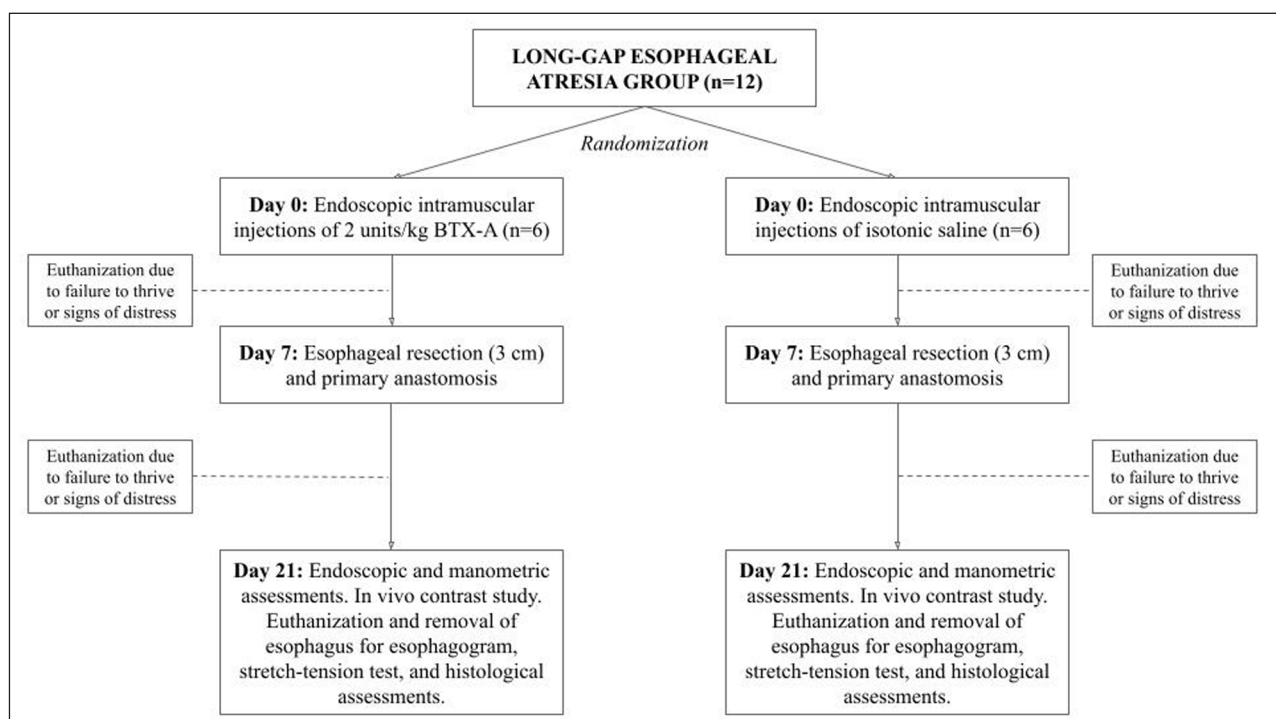 LONG-GAP ESOPHAGEAL
ATRESIA GROUP (n=12)
Randomization
Day 0: Endoscopic intramuscular
injections of 2 units/kg BTX-A (n=6)
Day 0: Endoscopic intramuscular
injections of isotonic saline (n=6)
Euthanization due
to failure to thrive
or signs of distress
Euthanization due
to failure to thrive
or signs of distress
Day 7: Esophageal resection (3 cm)
and primary anastomosis
Day 7: Esophageal resection (3 cm)
and primary anastomosis
Euthanization due
to failure to thrive
or signs of distress
Euthanization due
to failure to thrive
or signs of distress
Day 21: Endoscopic and manometric
assessments. In vivo contrast study.
Euthanization and removal of
esophagus for esophagogram,
stretch-tension test, and histological
assessments.
Day 21: Endoscopic and manometric
assessments. In vivo contrast study.
Euthanization and removal of
esophagus for esophagogram,
stretch-tension test, and histological
assessments.